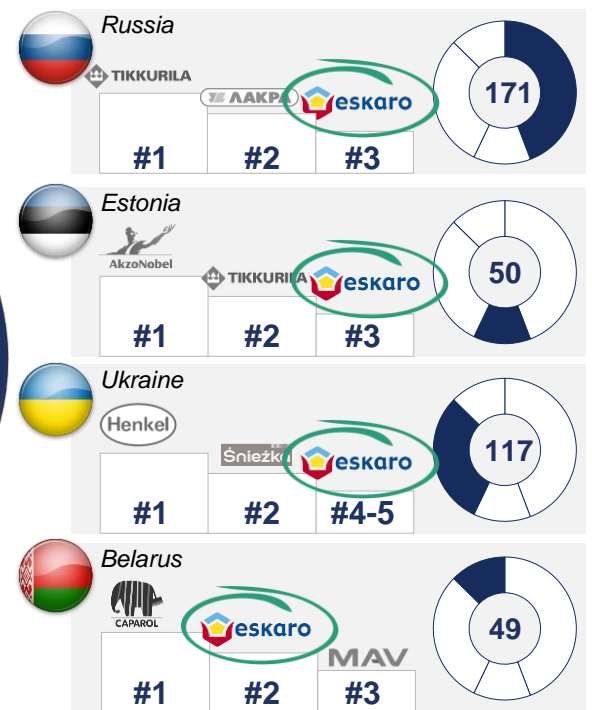 Russia
TIKKURILA
ЛАКРА
eskaro
171
#1
#2
#3
Estonia
AkzoNobel
TIKKURILA
eskaro
50
#1
#2
#3
Ukraine
Henkel
Śnieżka
eskaro
117
#1
#2
#4-5
Belarus
CAPAROL
eskaro
MAV
49
#1
#2
#3